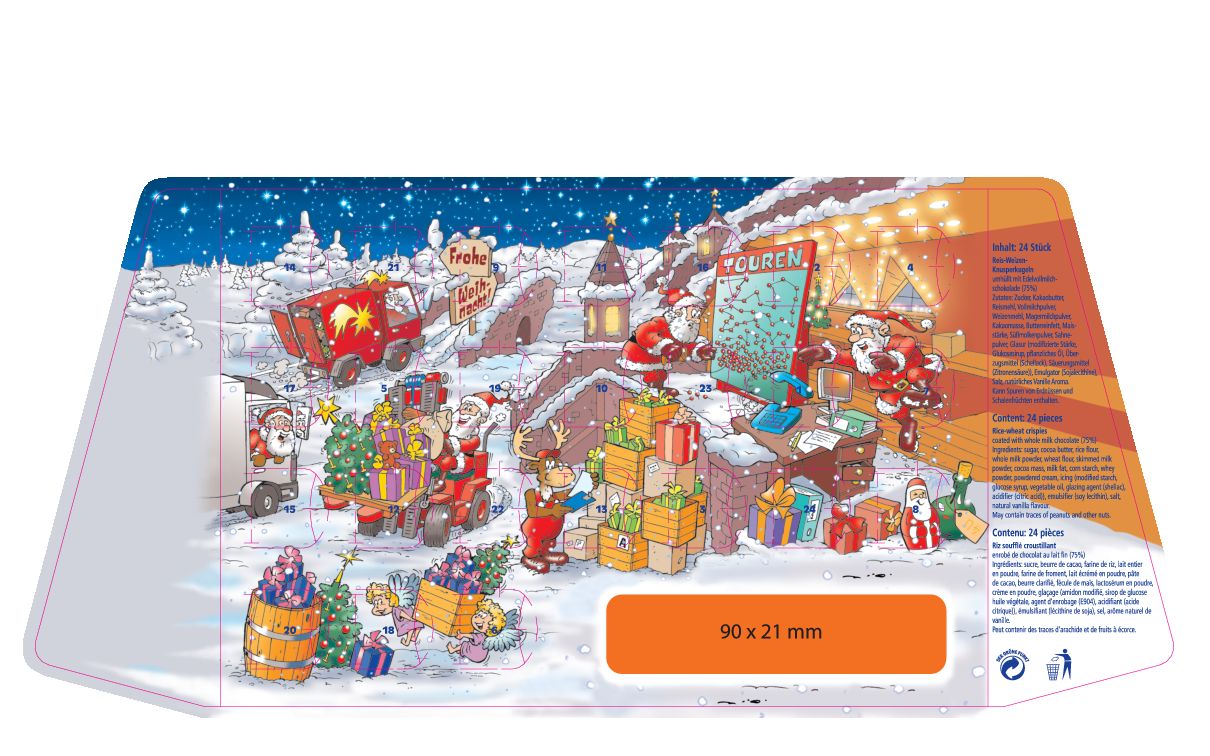 Frohe
Weih-
nacht!
TOUREN
14
21
9
11
16
2
4
17
5
19
10
23
15
12
22
13
3
24
8
A
20
18
6
90 x 21 mm
Inhalt: 24 Stück
Reis-Weizen-
Knusperkugeln
umhüllt mit Edelvollmilch-
schokolade (75%)
Zutaten: Zucker, Kakaobutter,
Reismehl, Vollmilchpulver,
Weizenmehl, Magermilchpulver,
Kakaomasse, Butterreinfett, Mais-
stärke, Süßmolkenpulver, Sahne-
pulver, Glasur (modifizierte Stärke,
Glukosesirup, pflanzliches Öl, Über-
zugsmittel (Schellack), Säuerungsmittel
(Zitronensäure)), Emulgator (Sojalecithine),
Salz, natürliches Vanille Aroma.
Kann Spuren von Erdnüssen und
Schalenfrüchten enthalten.
Content: 24 pieces
Rice-wheat crispies
coated with whole milk chocolate (75%)
Ingredients: sugar, cocoa butter, rice flour,
whole milk powder, wheat flour, skimmed milk
powder, cocoa mass, milk fat, corn starch, whey
powder, powdered cream, icing (modified starch,
glucose syrup, vegetable oil, glazing agent (shellac),
acidifier (citric acid)), emulsifier (soy lecithin), salt,
natural vanilla flavour.
May contain traces of peanuts and other nuts.
Contenu: 24 pièces
Riz soufflé croustillant
enrobé de chocolat au lait fin (75%)
Ingrédients: sucre, beurre de cacao, farine de riz, lait entier
en poudre, farine de froment, lait écrémé en poudre, pâte
de cacao, beurre clarifié, fécule de maïs, lactosérum en poudre,
crème en poudre, glaçage (amidon modifié, sirop de glucose
huile végétale, agent d'enrobage (E904), acidifiant (acide
citrique)), émulsifiant (lécithine de soja), sel, arôme naturel de
vanille.
Peut contenir des traces d'arachide et de fruits à écorce.
DER GRÜNE PUNKT